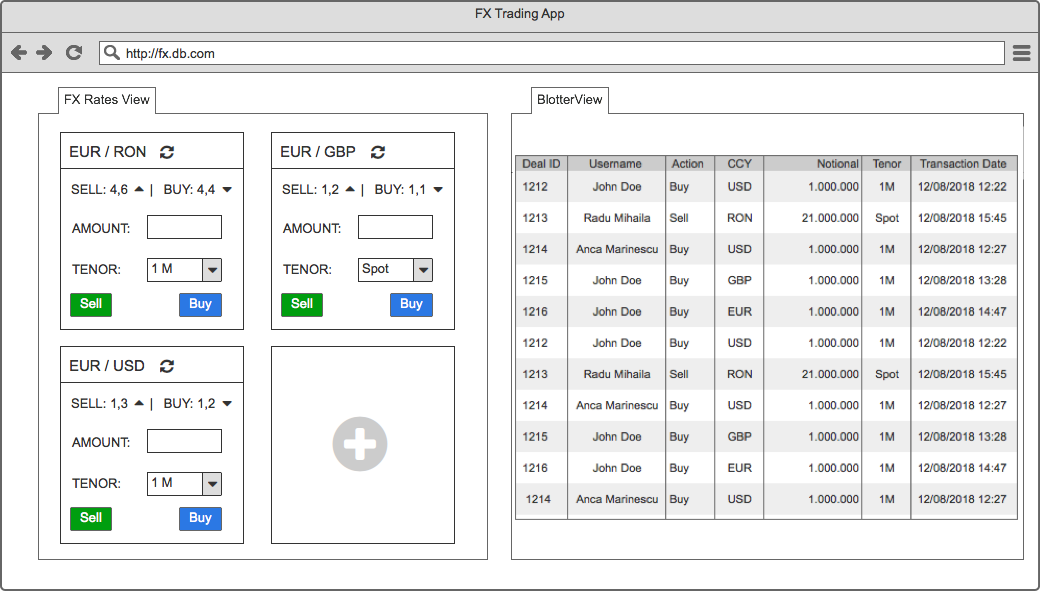 FX Trading App
http://fx.db.com
FX Rates View
EUR / RON
SELL: 4,6 | BUY: 4,4
AMOUNT:
TENOR: 1 M
Sell Buy
EUR / GBP
SELL: 1,2 | BUY: 1,1
AMOUNT:
TENOR: Spot
Sell Buy
EUR / USD
SELL: 1,3 | BUY: 1,2
AMOUNT:
TENOR: 1 M
Sell Buy
BlotterView
Deal ID Username Action CCY Notional Tenor Transaction Date
1212 John Doe Buy USD 1.000.000 1M 12/08/2018 12:22
1213 Radu Mihaila Sell RON 21.000.000 Spot 12/08/2018 15:45
1214 Anca Marinescu Buy USD 1.000.000 1M 12/08/2018 12:27
1215 John Doe Buy GBP 1.000.000 1M 12/08/2018 13:28
1216 John Doe Buy EUR 1.000.000 1M 12/08/2018 14:47
1212 John Doe Buy USD 1.000.000 1M 12/08/2018 12:22
1213 Radu Mihaila Sell RON 21.000.000 Spot 12/08/2018 15:45
1214 Anca Marinescu Buy USD 1.000.000 1M 12/08/2018 12:27
1215 John Doe Buy GBP 1.000.000 1M 12/08/2018 13:28
1216 John Doe Buy EUR 1.000.000 1M 12/08/2018 14:47
1214 Anca Marinescu Buy USD 1.000.000 1M 12/08/2018 12:27